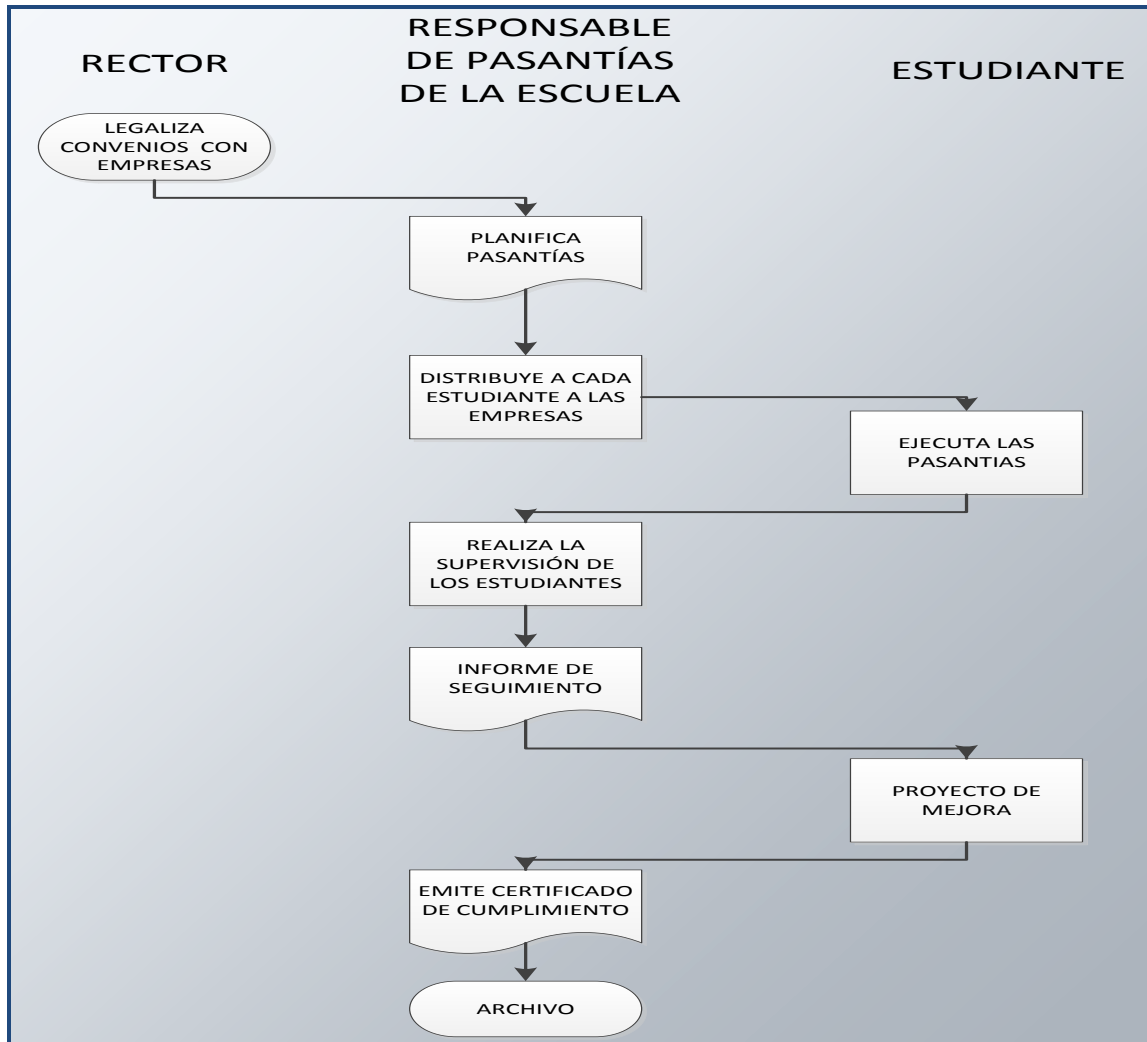 RECTOR
RESPONSABLE
DE PASANTÍAS
DE LA ESCUELA
ESTUDIANTE
LEGALIZA
CONVENIOS CON
EMPRESAS
PLANIFICA
PASANTÍAS
DISTRIBUYE A CADA
ESTUDIANTE A LAS
EMPRESAS
EJECUTA LAS
PASANTIAS
REALIZA LA
SUPERVISIÓN DE
LOS ESTUDIANTES
INFORME DE
SEGUIMIENTO
PROYECTO DE
MEJORA
EMITE CERTIFICADO
DE CUMPLIMIENTO
ARCHIVO